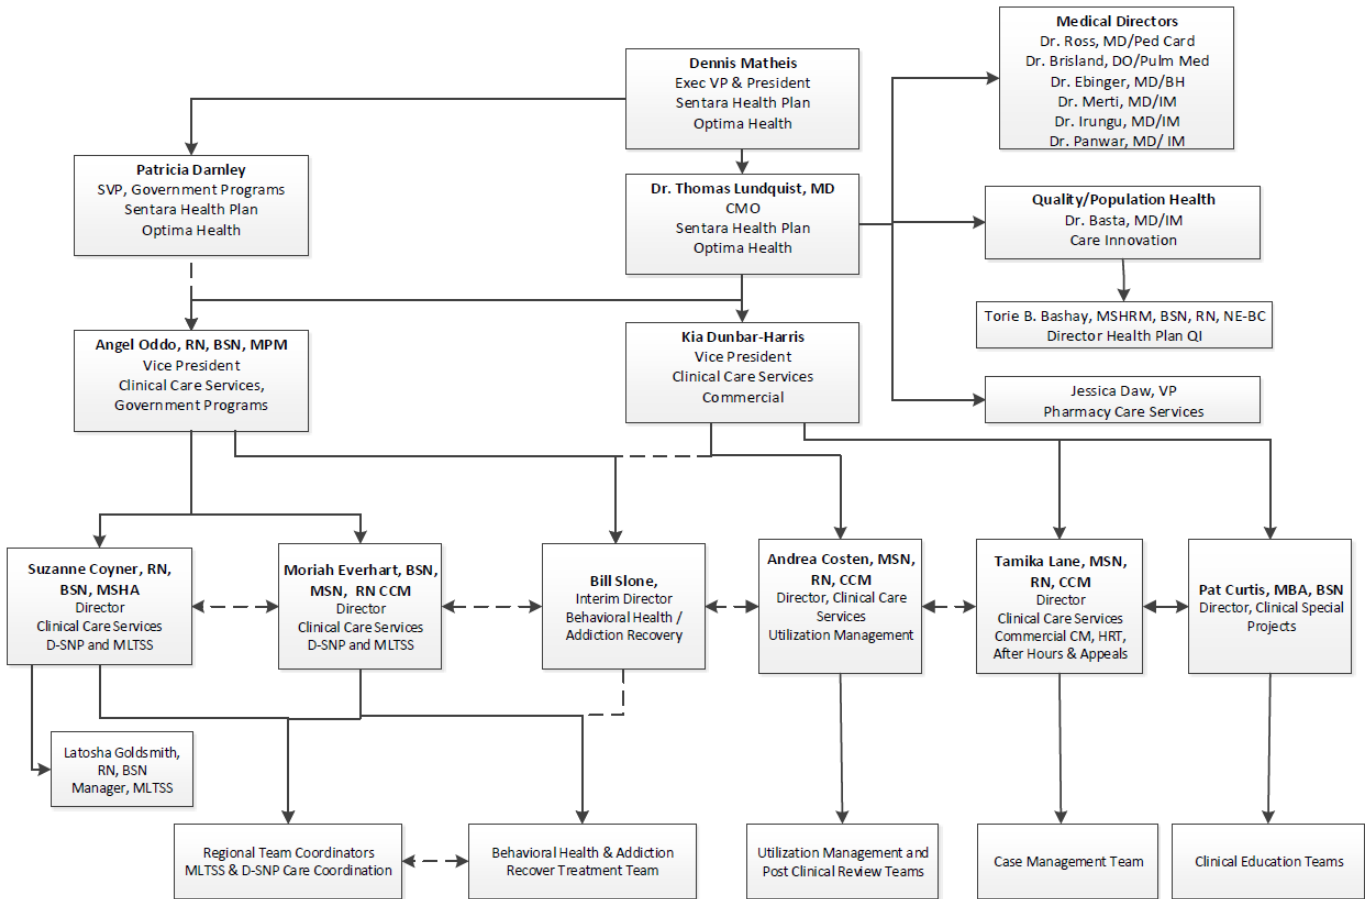 Medical Directors
Dr. Ross, MD/Ped Card
Dr. Brisland, DO/Pulm Med
Dr. Ebinger, MD/BH
Dr. Merti, MD/IM
Dr. Irungu, MD/IM
Dr. Panwar, MD/ IM
Dennis Matheis
Exec VP & President
Sentara Health Plan
Optima Health
Patricia Darnley
SVP, Government Programs
Sentara Health Plan
Optima Health
Dr. Thomas Lundquist, MD
CMO
Sentara Health Plan
Optima Health
Quality/Population Health
Dr. Basta, MD/IM
Care Innovation
Torie B. Bashay, MSHRM, BSN, RN, NE-BC
Director Health Plan QI
Angel Oddo, RN, BSN, MPM
Vice President
Clinical Care Services,
Government Programs
Kia Dunbar-Harris
Vice President
Clinical Care Services
Commercial
Jessica Daw, VP
Pharmacy Care Services
Suzanne Coyner, RN,
BSN, MSHA
Director
Clinical Care Services
D-SNP and MLTSS
Moriah Everhart, BSN,
MSN, RN CCM
Director
Clinical Care Services
D-SNP and MLTSS
Bill Slone,
Interim Director
Behavioral Health /
Addiction Recovery
Andrea Costen, MSN,
RN, CCM
Director, Clinical Care
Services
Utilization Management
Tamika Lane, MSN,
RN, CCM
Director
Clinical Care Services
Commercial CM, HRT,
After Hours & Appeals
Pat Curtis, MBA, BSN
Director, Clinical Special
Projects
Latosha Goldsmith,
RN, BSN
Manager, MLTSS
Regional Team Coordinators
MLTSS & D-SNP Care Coordination
Behavioral Health & Addiction
Recover Treatment Team
Utilization Management and
Post Clinical Review Teams
Case Management Team
Clinical Education Teams